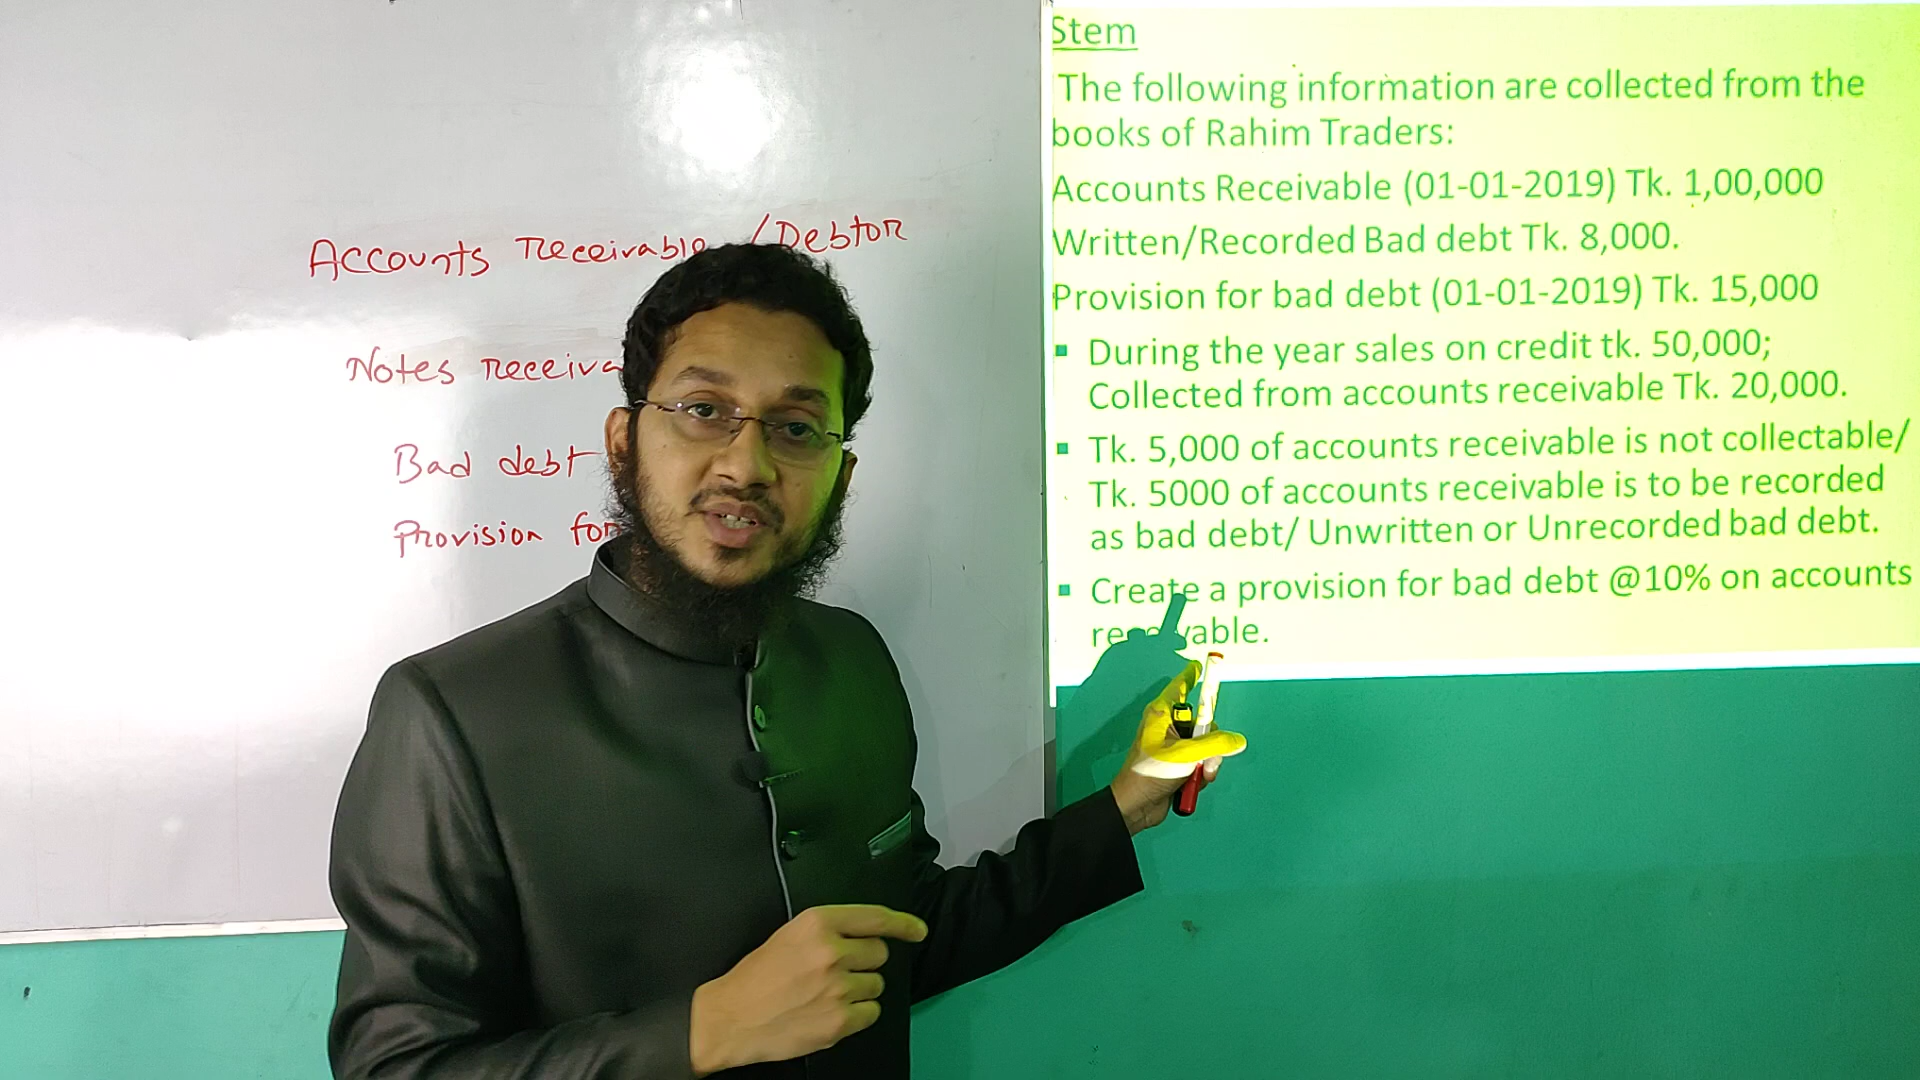 Accounts receivable /Debtor
Notes
Bad debt
Provision for
Stem
The following information are collected from the
books of Rahim Traders:
Accounts Receivable (01-01-2019) Tk. 1,00,000
Written/Recorded Bad debt Tk. 8,000.
Provision for bad debt (01-01-2019) Tk. 15,000
▪ During the year sales on credit tk. 50,000;
Collected from accounts receivable Tk. 20,000.
▪ Tk. 5,000 of accounts receivable is not collectable/
Tk. 5000 of accounts receivable is to be recorded
as bad debt/ Unwritten or Unrecorded bad debt.
▪ Create a provision for bad debt @10% on accounts
receivable.